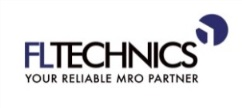 FLTECHNICS
YOUR RELIABLE MRO PARTNER